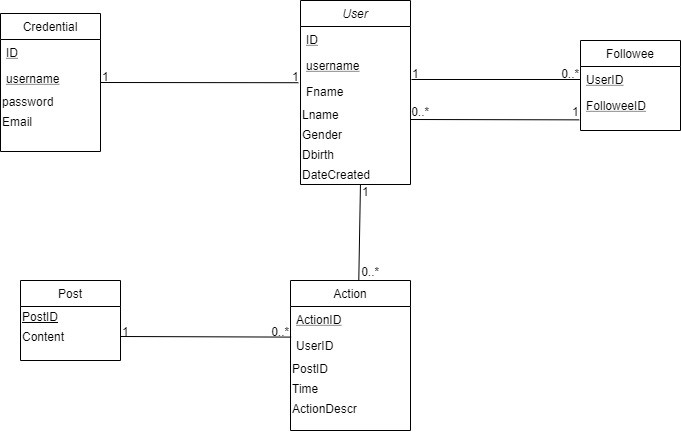 Credential
ID
username
password
Email
1
1
User
ID
username
Fname
Lname
Gender
Dbirth
DateCreated
1
0..*
0..*
1
Followee
UserID
FolloweeID
1
0..*
Post
PostID
Content
1
0..*
Action
ActionID
UserID
PostID
Time
ActionDescr